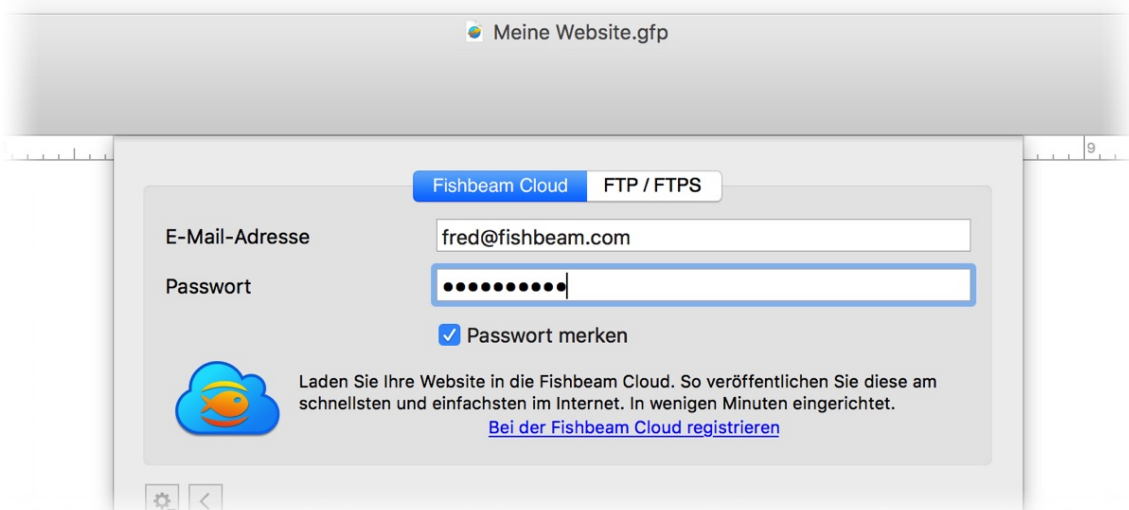 Meine Website.gfp
9
Fishbeam Cloud FTP / FTPS
E-Mail-Adresse fred@fishbeam.com
Passwort ●●●●●●●●●●
Passwort merken
Laden Sie Ihre Website in die Fishbeam Cloud. So veröffentlichen Sie diese am
schnellsten und einfachsten im Internet. In wenigen Minuten eingerichtet.
Bei der Fishbeam Cloud registrieren